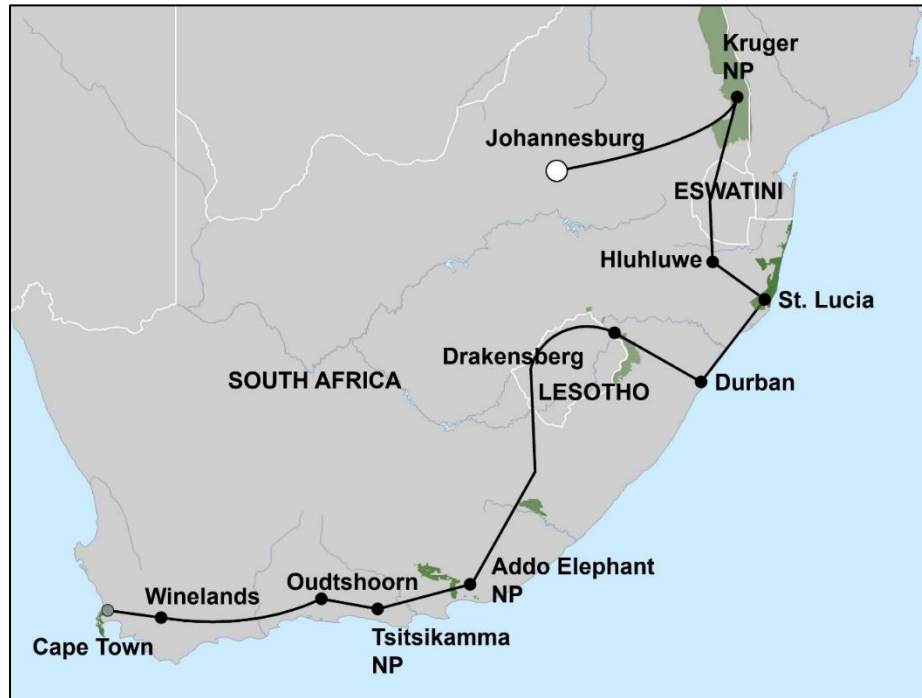 Kruger
NP
Johannesburg
ESWATINI
Hluhluwe
St. Lucia
Drakensberg
SOUTH AFRICA
LESOTHO
Durban
Addo Elephant
NP
Oudtshoorn
Winelands
Tsitsikamma
NP
Cape Town